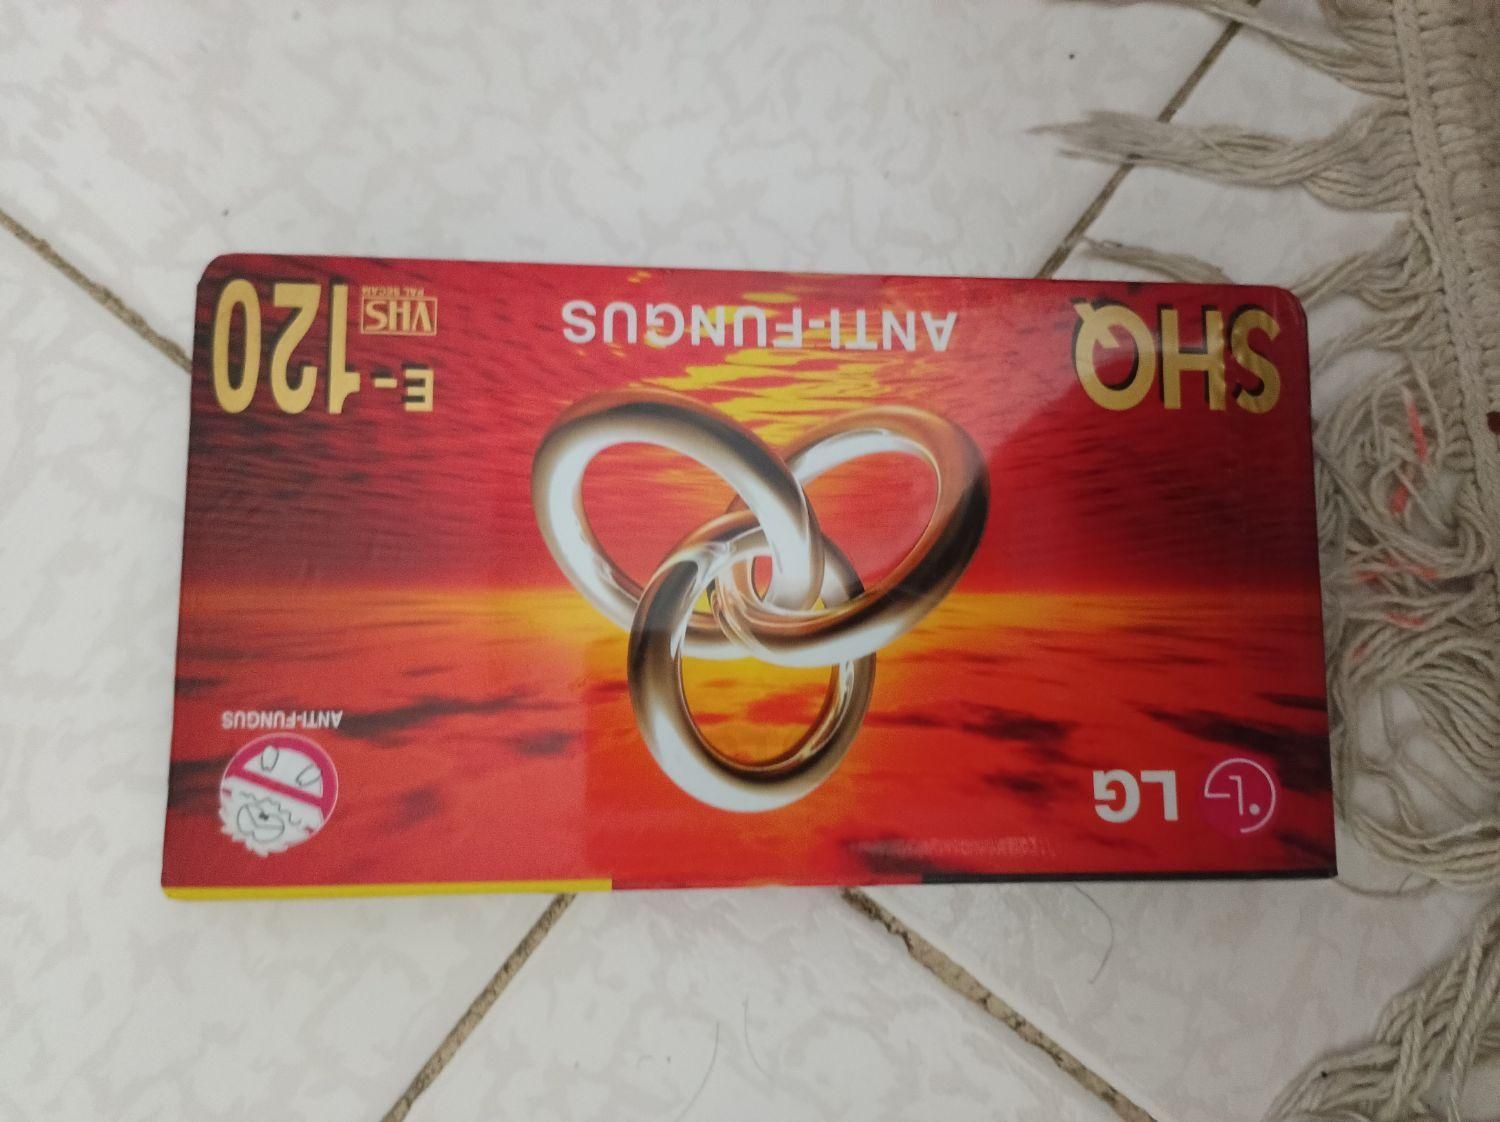 LG
ANTI-FUNGUS
SHQ
ANTI-FUNGUS
E-120
VHS
PAL SECAM